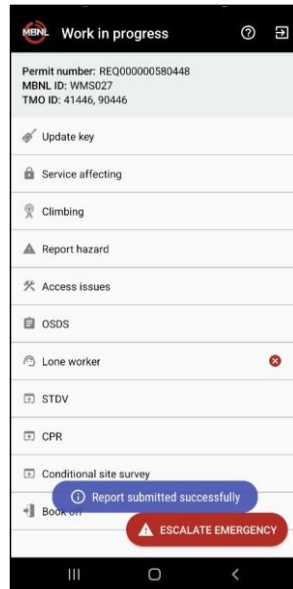 MBNL Work in progress
Permit number: REQ000000580448
MBNL ID: WMS027
TMO ID: 41446, 90446
Update key
Service affecting
Climbing
Report hazard
Access issues
OSDS
Lone worker
STDV
CPR
Conditional site survey
Report submitted successfully
Book off
ESCALATE EMERGENCY